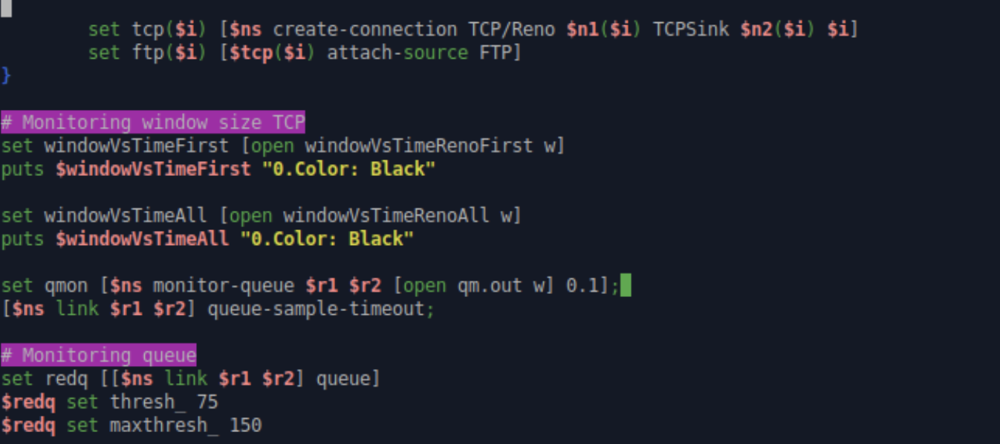 set tcp($i) [$ns create-connection TCP/Reno $n1($i) TCPSink $n2($i) $i]
set ftp($i) [$tcp($i) attach-source FTP]
}
# Monitoring window size TCP
set windowVsTimeFirst [open windowVsTimeRenoFirst w]
puts $windowVsTimeFirst "0.Color: Black"
set windowVsTimeAll [open windowVsTimeRenoAll w]
puts $windowVsTimeAll "0.Color: Black"
set qmon [$ns monitor-queue $r1 $r2 [open qm.out w] 0.1];
[$ns link $r1 $r2] queue-sample-timeout;
# Monitoring queue
set redq [[$ns link $r1 $r2] queue]
$redq set thresh_ 75
$redq set maxthresh_ 150